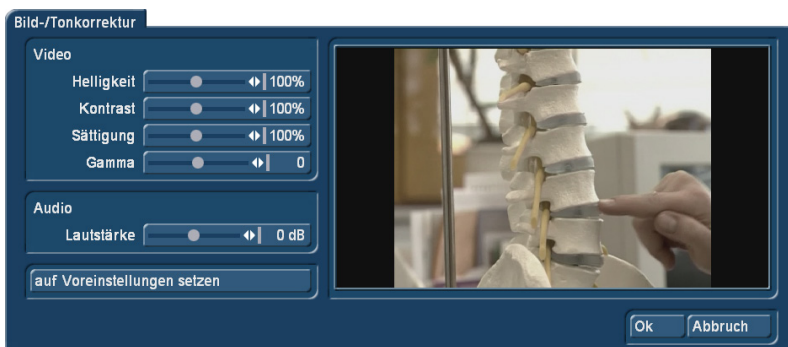 Bild-/Tonkorrektur
Video
Helligkeit 100%
Kontrast 100%
Sättigung 100%
Gamma 0
Audio
Lautstärke 0 dB
auf Voreinstellungen setzen
Ok Abbruch